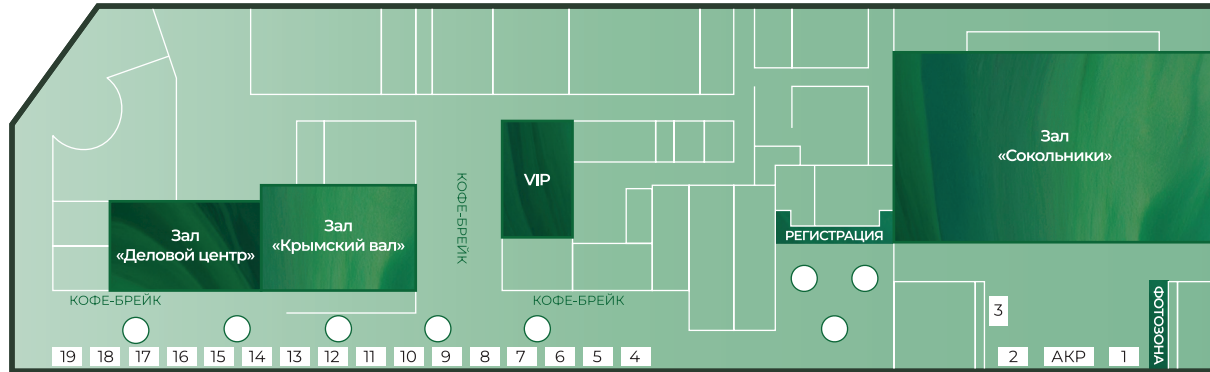 Зал
«Сокольники»
VIP
КОФЕ-БРЕЙК
Зал
«Деловой центр»
Зал
«Крымский вал»
РЕГИСТРАЦИЯ
КОФЕ-БРЕЙК
КОФЕ-БРЕЙК
ФОТОЗОНА
3
19 18 17 16 15 14 13 12 11 10 9 8 7 6 5 4 2 АКР 1